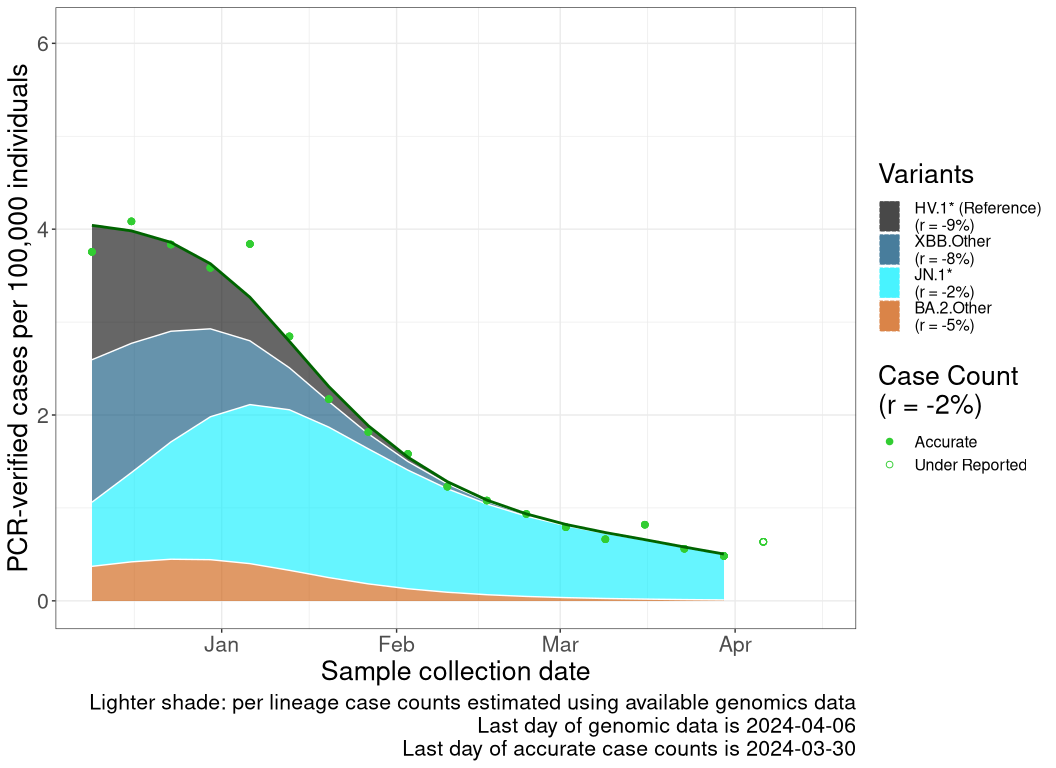 PCR-verified cases per 100,000 individuals
6
4
2
0
Jan
Feb
Mar
Apr
Sample collection date
Lighter shade: per lineage case counts estimated using available genomics data
Last day of genomic data is 2024-04-06
Last day of accurate case counts is 2024-03-30
Variants
HV.1* (Reference)
(r = -9%)
XBB.Other
(r = -8%)
JN.1*
(r = -2%)
BA.2.Other
(r = -5%)
Case Count
(r = -2%)
Accurate
Under Reported